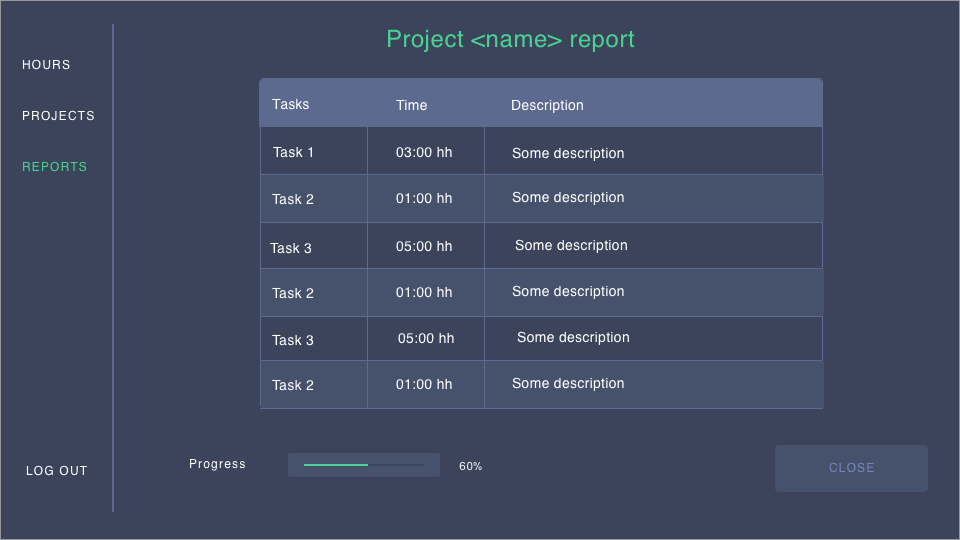 Project <name> report
HOURS
PROJECTS
REPORTS
LOG OUT
Tasks Time Description
Task 1 03:00 hh Some description
Task 2 01:00 hh Some description
Task 3 05:00 hh Some description
Task 2 01:00 hh Some description
Task 3 05:00 hh Some description
Task 2 01:00 hh Some description
Progress 60%
CLOSE